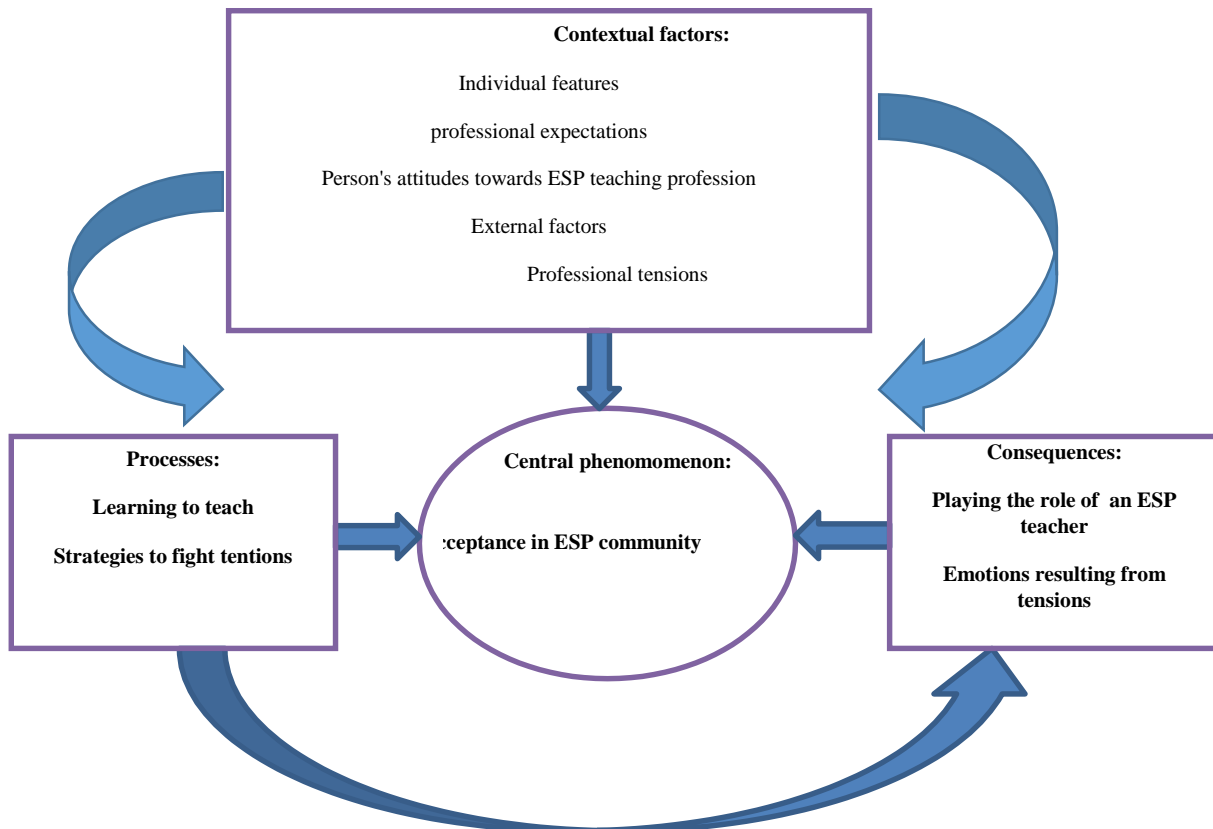 Contextual factors:
Individual features
professional expectations
Person's attitudes towards ESP teaching profession
External factors
Professional tensions
Processes:
Learning to teach
Strategies to fight tentions
Central phenomomenon:
cceptance in ESP community
Consequences:
Playing the role of an ESP
teacher
Emotions resulting from
tensions